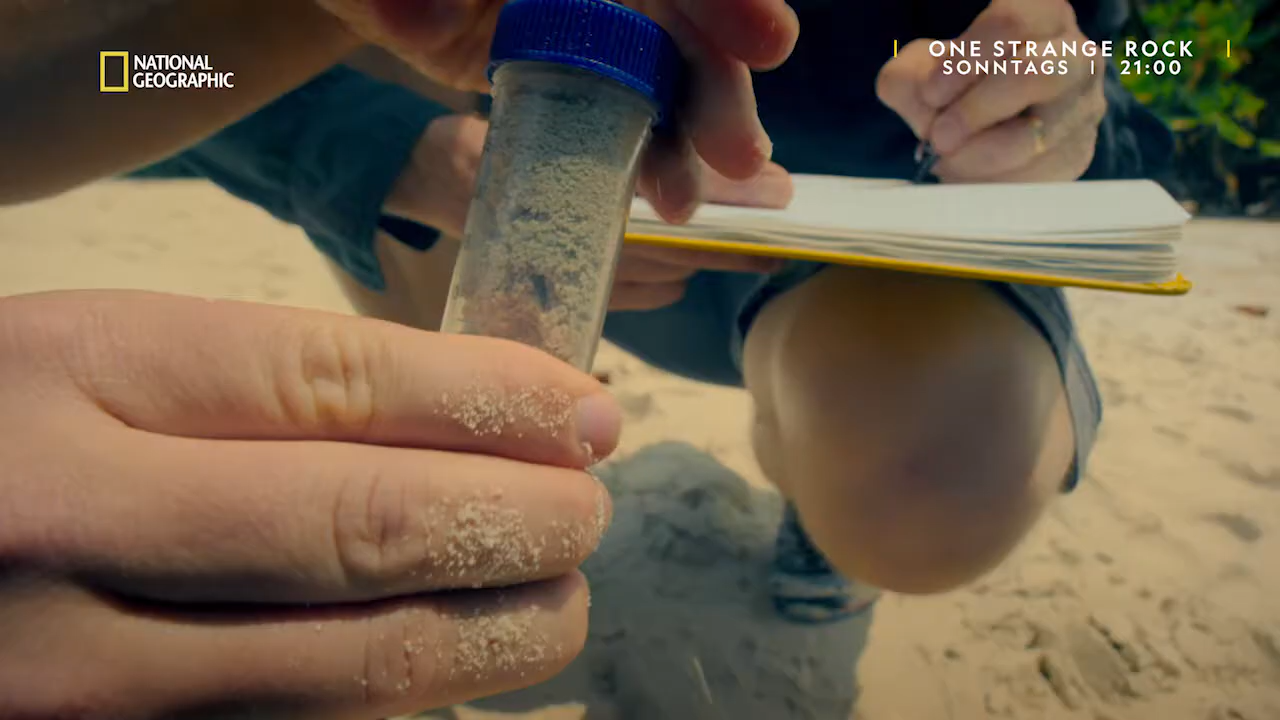 NATIONAL
GEOGRAPHIC
ONE STRANGE ROCK
SONNTAGS | 21:00